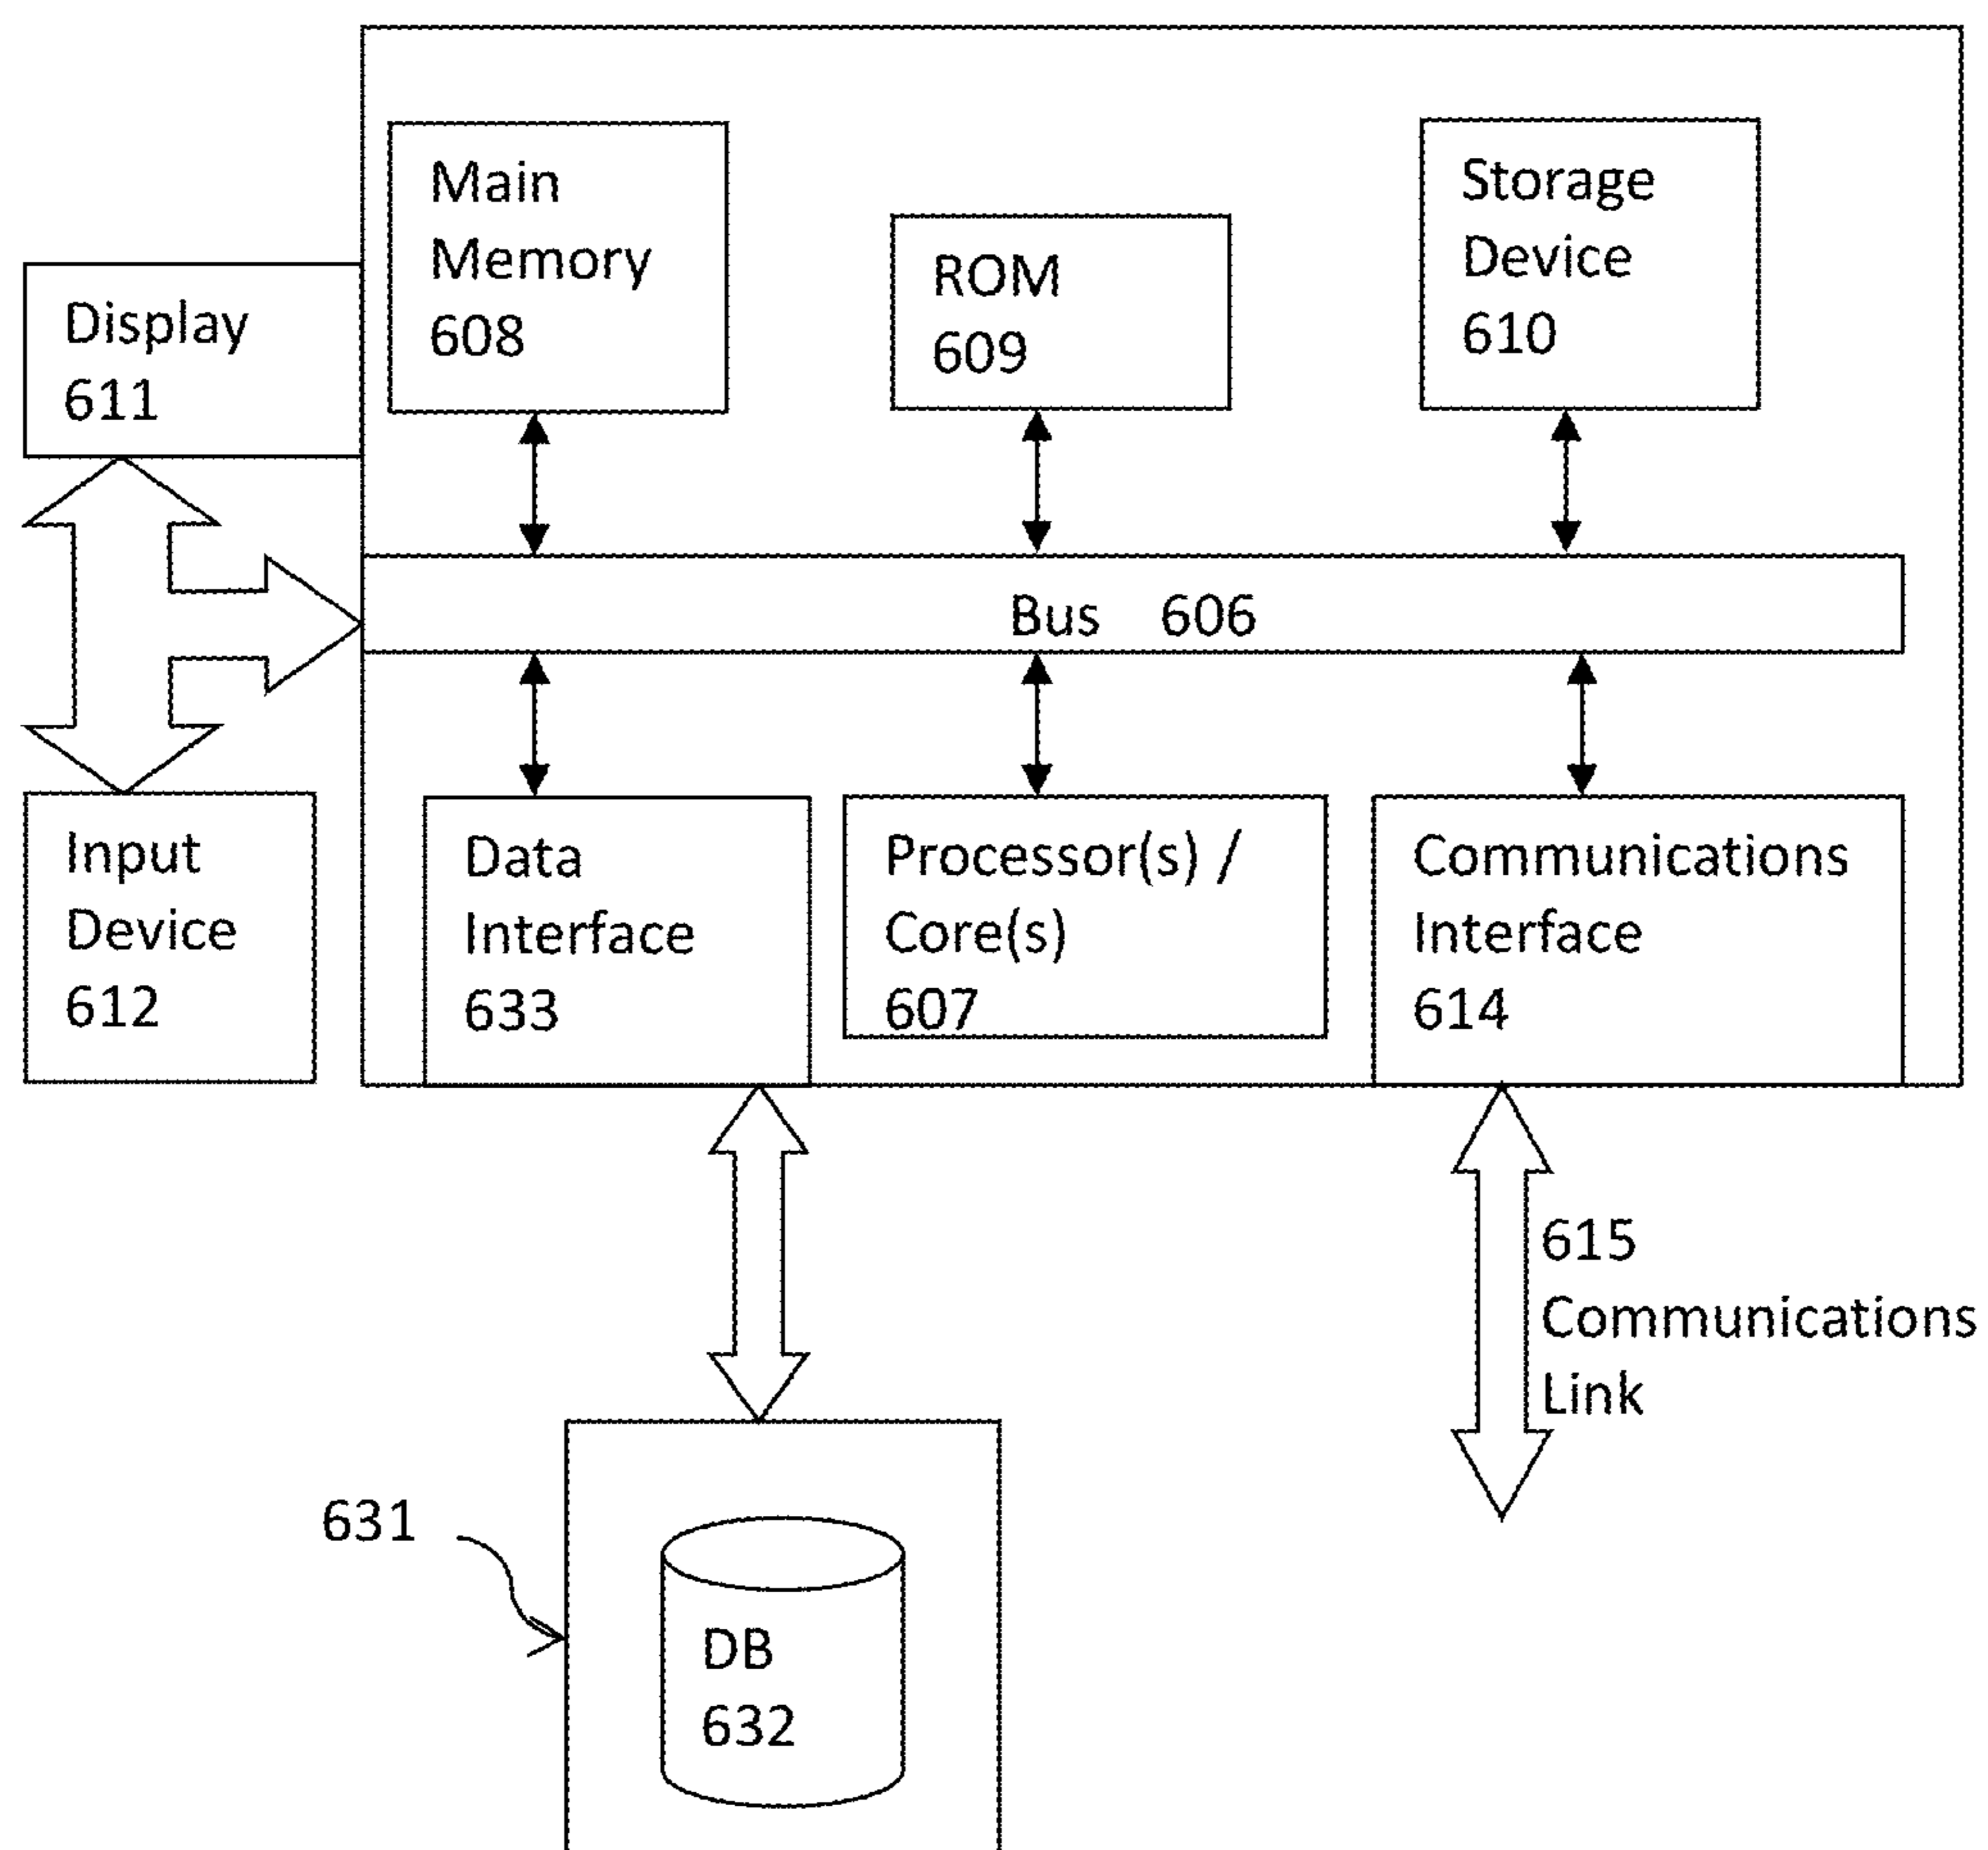 Main
Memory
608
ROM
609
Storage
Device
610
Display
611
Bus 606
Input
Device
612
Data
Interface
633
Processor(s) /
Core(s)
607
Communications
Interface
614
615
Communications
Link
631
DB
632